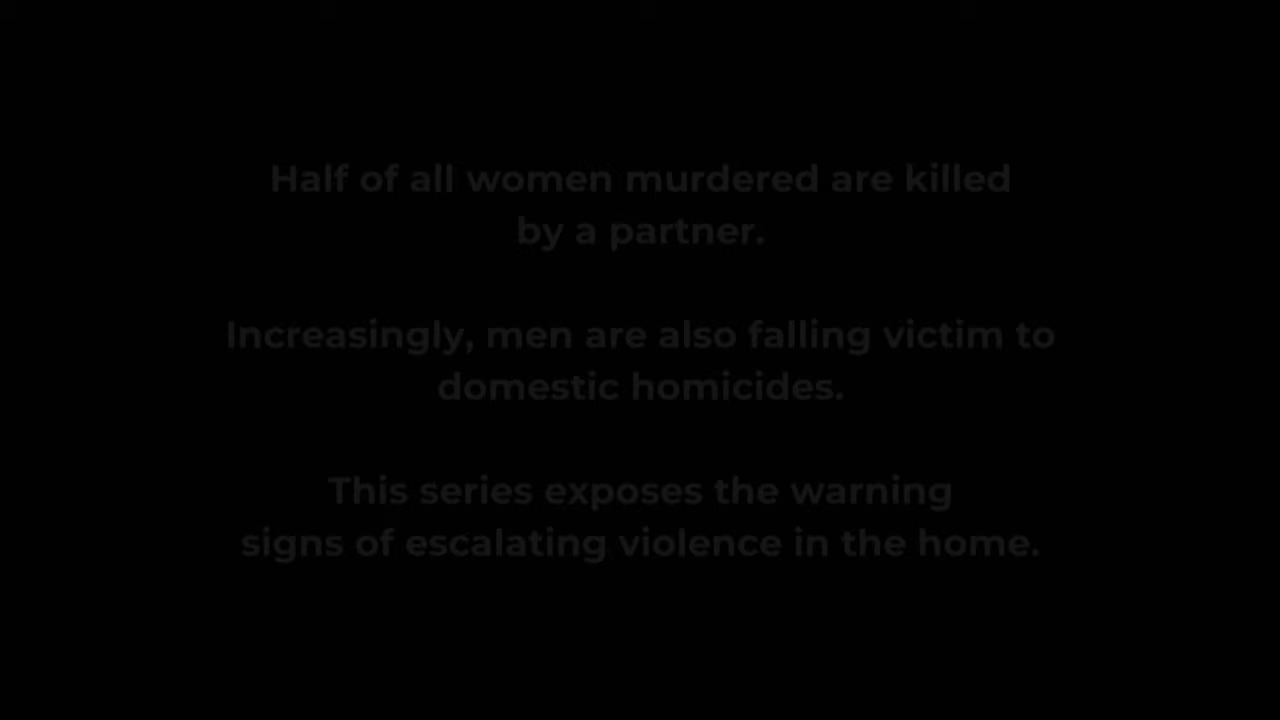 Half of all women murdered are killed
by a partner.
Increasingly, men are also falling victim to
domestic homicides.
This series exposes the warning
signs of escalating violence in the home.